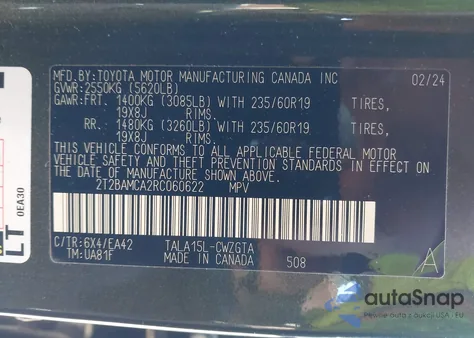 MFD.BY:TOYOTA MOTOR MANUFACTURING CANADA INC 02/24
GVWR:2550KG (5620LB)
GAWR:FRT. 1400KG (3085LB) WITH 235/60R19 TIRES,
19X8J RIMS.
RR. 1480KG (3260LB) WITH 235/60R19 TIRES,
19X8J RIMS.
THIS VEHICLE CONFORMS TO ALL APPLICABLE FEDERAL MOTOR
VEHICLE SAFETY AND THEFT PREVENTION STANDARDS IN EFFECT
ON THE DATE OF MANUFACTURE SHOWN ABOVE.
2T2BAMCA2RC060622 MPV
C/TR:6X4/EA42 TALA15L-CWZGTA
TM:UA81F MADE IN CANADA 508
A
LT
0EA30
autoSnap